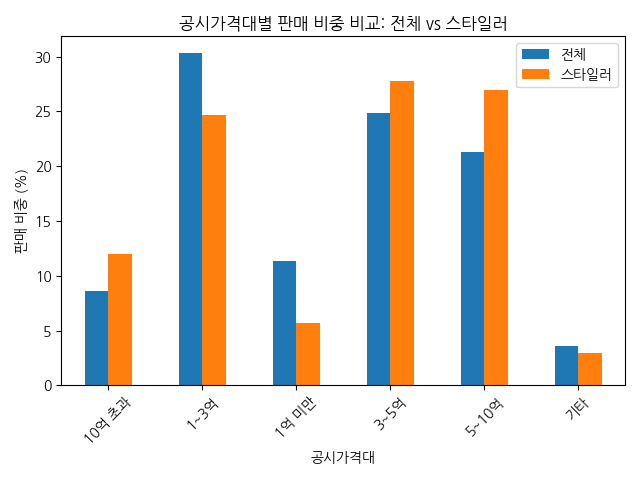 공시가격대별 판매 비중 비교: 전체 vs 스타일러
전체
스타일러
판매 비중 (%)
30
25
20
15
10
5
0
10억 초과
1~3억
1억 미만
3~5억
5~10억
기타
공시가격대